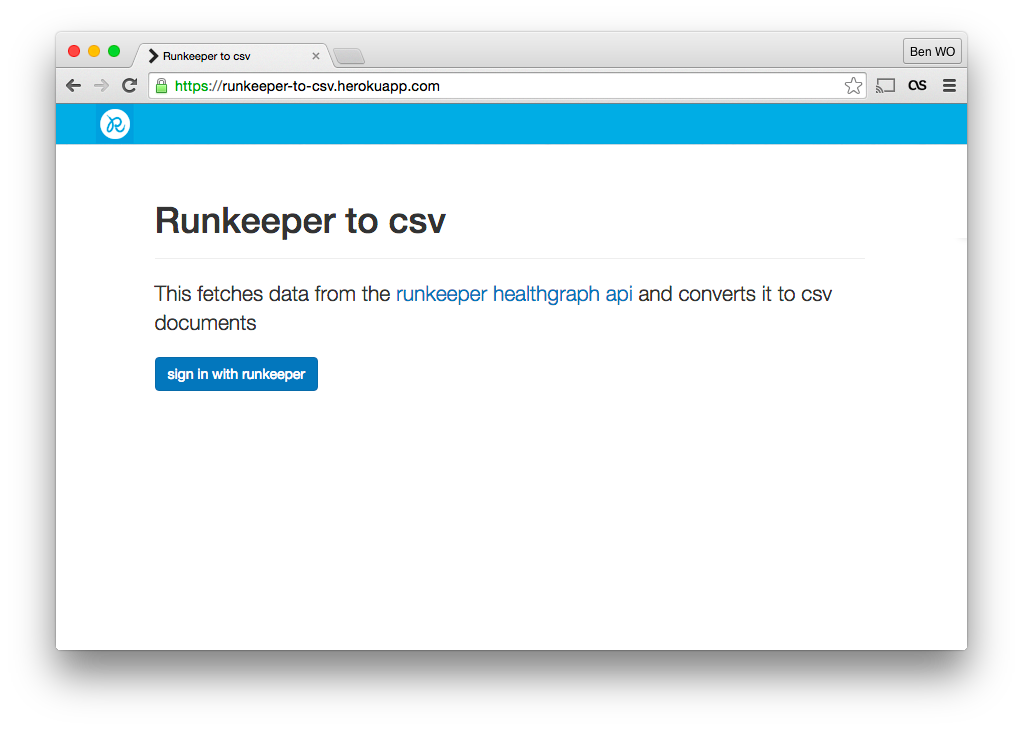 Runkeeper to csv
Ben WO
https://runkeeper-to-csv.herokuapp.com
Runkeeper to csv
This fetches data from the runkeeper healthgraph api and converts it to csv
documents
sign in with runkeeper